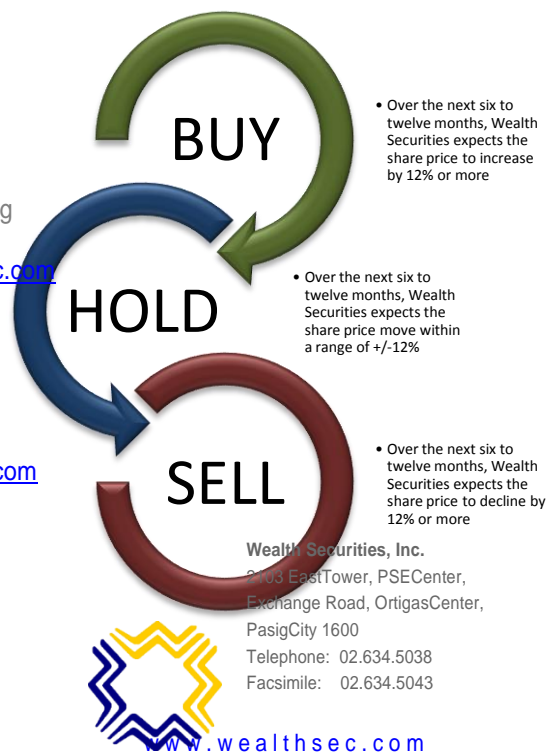 BUY
• Over the next six to
twelve months, Wealth
Securities expects the
share price to increase
by 12% or more
g
c.com
HOLD
• Over the next six to
twelve months, Wealth
Securities expects the
share price move within
a range of +/-12%
com
SELL
• Over the next six to
twelve months, Wealth
Securities expects the
share price to decline by
12% or more
Wealth Securities, Inc.
2103 EastTower, PSECenter,
Exchange Road, OrtigasCenter,
PasigCity 1600
Telephone: 02.634.5038
Facsimile: 02.634.5043
www.wealthsec.com